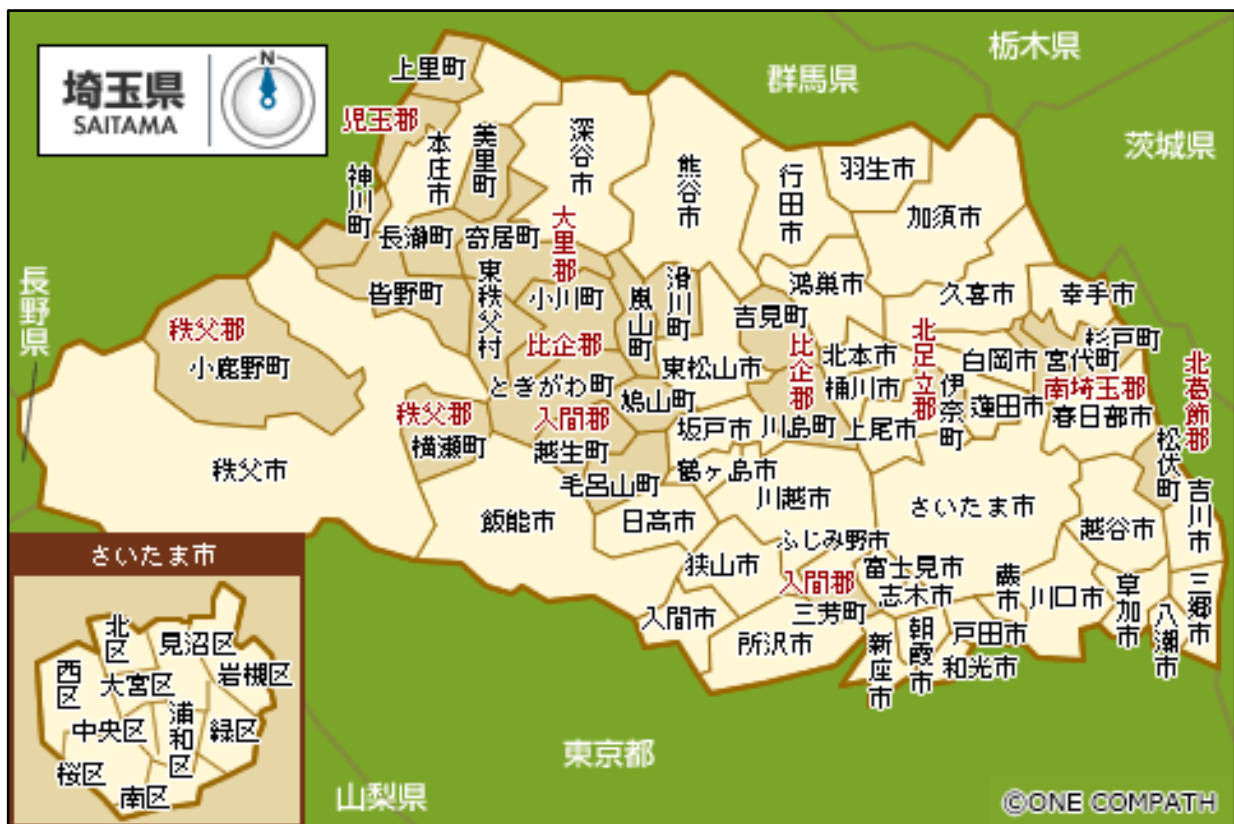 埼玉県
SAITAMA
N
栃木県
群馬県
茨城県
長野県
山梨県
東京都
上里町
児玉郡
本庄市
美里町
深谷市
神川町
熊谷市
行田市
羽生市
加須市
長瀞町
寄居町
大里郡
皆野町
東秩父村
小川町
嵐山町
滑川町
吉見町
鴻巣市
久喜市
幸手市
杉戸町
秩父郡
小鹿野町
比企郡
ときがわ町
東松山市
比企郡
北本市
桶川市
北足立郡
伊奈町
白岡市
宮代町
南埼玉郡
蓮田市
春日部市
北葛飾郡
松伏町
秩父郡
横瀬町
入間郡
越生町
鳩山町
毛呂山町
坂戸市
川島町
上尾市
鶴ヶ島市
川越市
さいたま市
越谷市
吉川市
秩父市
飯能市
日高市
狭山市
ふじみ野市
入間郡
富士見市
志木市
三芳町
入間市
所沢市
新座市
朝霞市
和光市
戸田市
蕨市
川口市
草加市
八潮市
三郷市
さいたま市
北区
見沼区
岩槻区
西区
大宮区
中央区
浦和区
緑区
桜区
南区
©ONE COMPATH